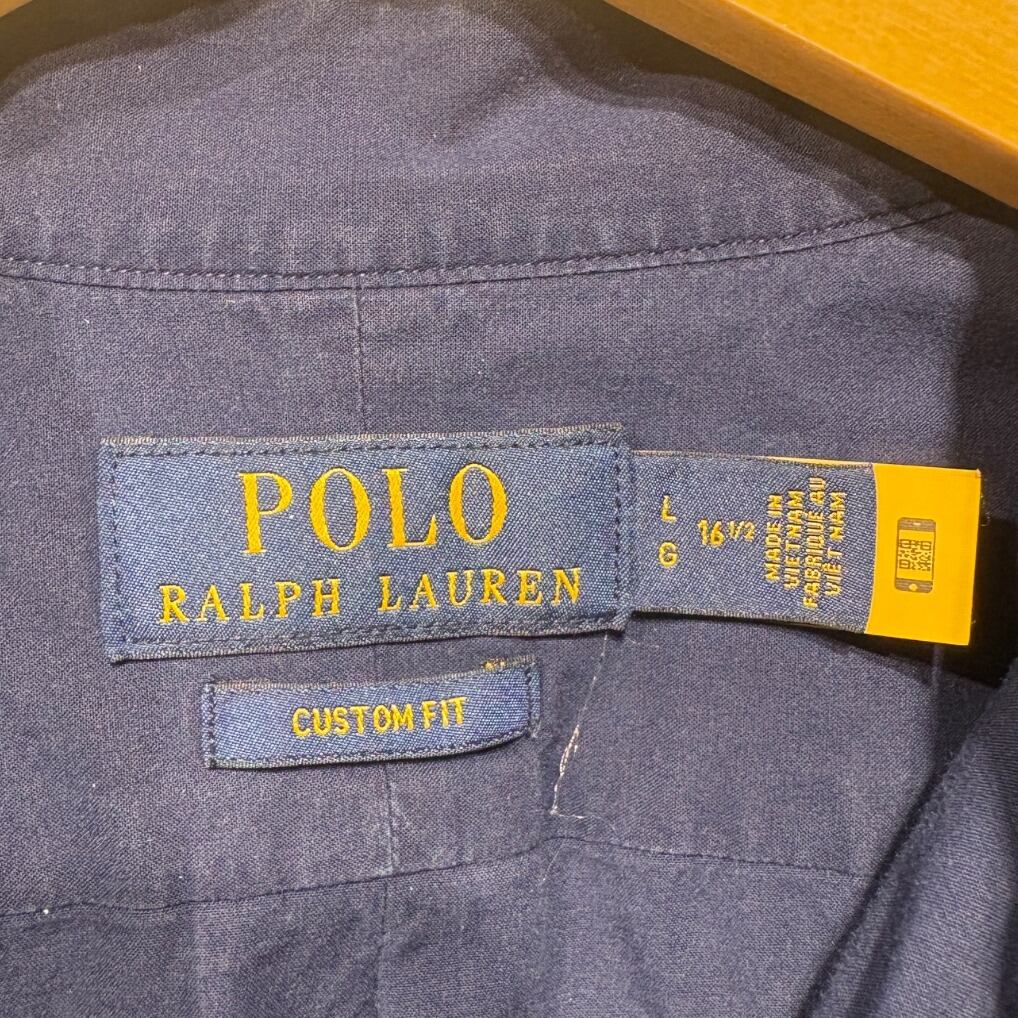 POLO
RALPH LAUREN
L
G
16 1/2
MADE IN
VIETNAM
FABRIQUÉ AU
VIET NAM
CUSTOM FIT